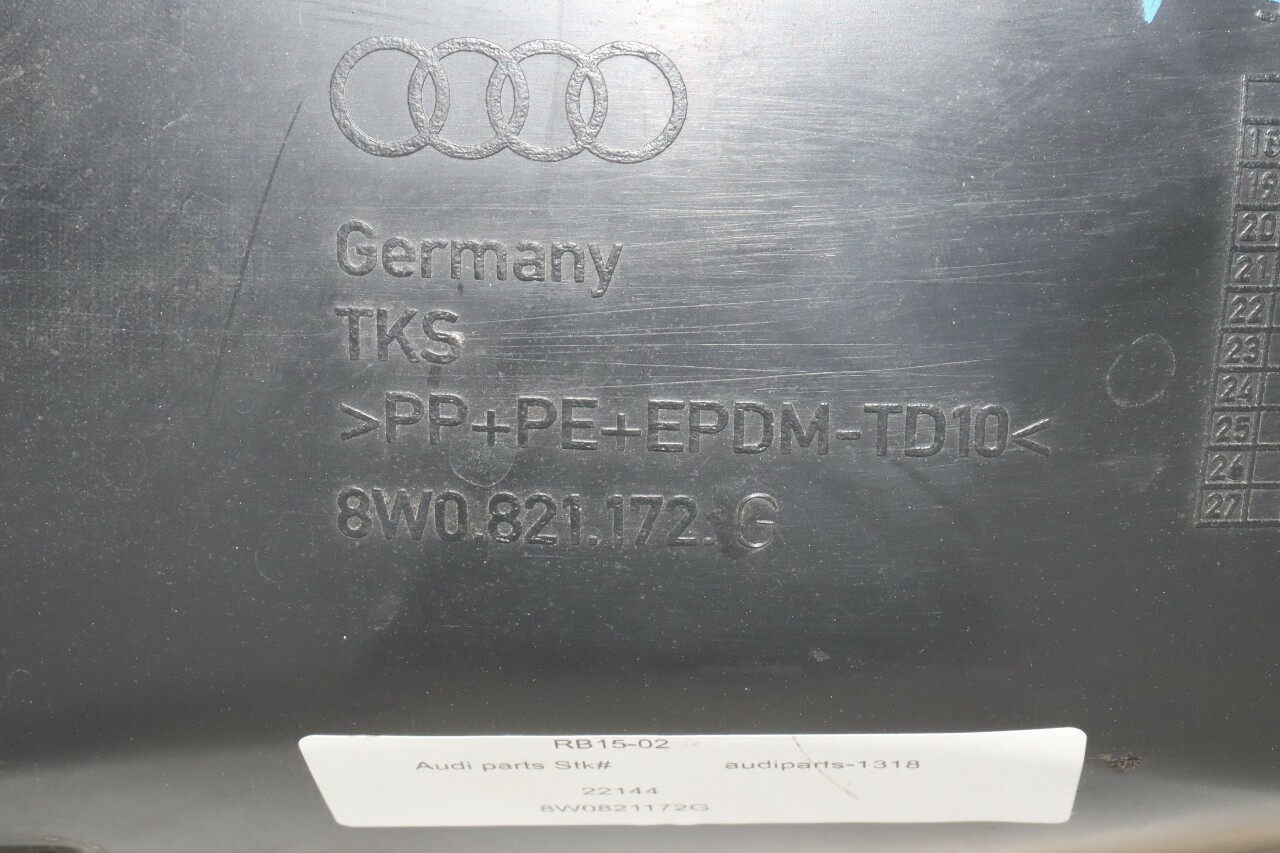 Germany
TKS
>PP+PE+EPDM-TD10<
8W0.821.172. G
18
19
20
21
22
23
24
25
26
27
RB15-02
Audi parts Stk# audiparts-1318
22144
8W0821172G